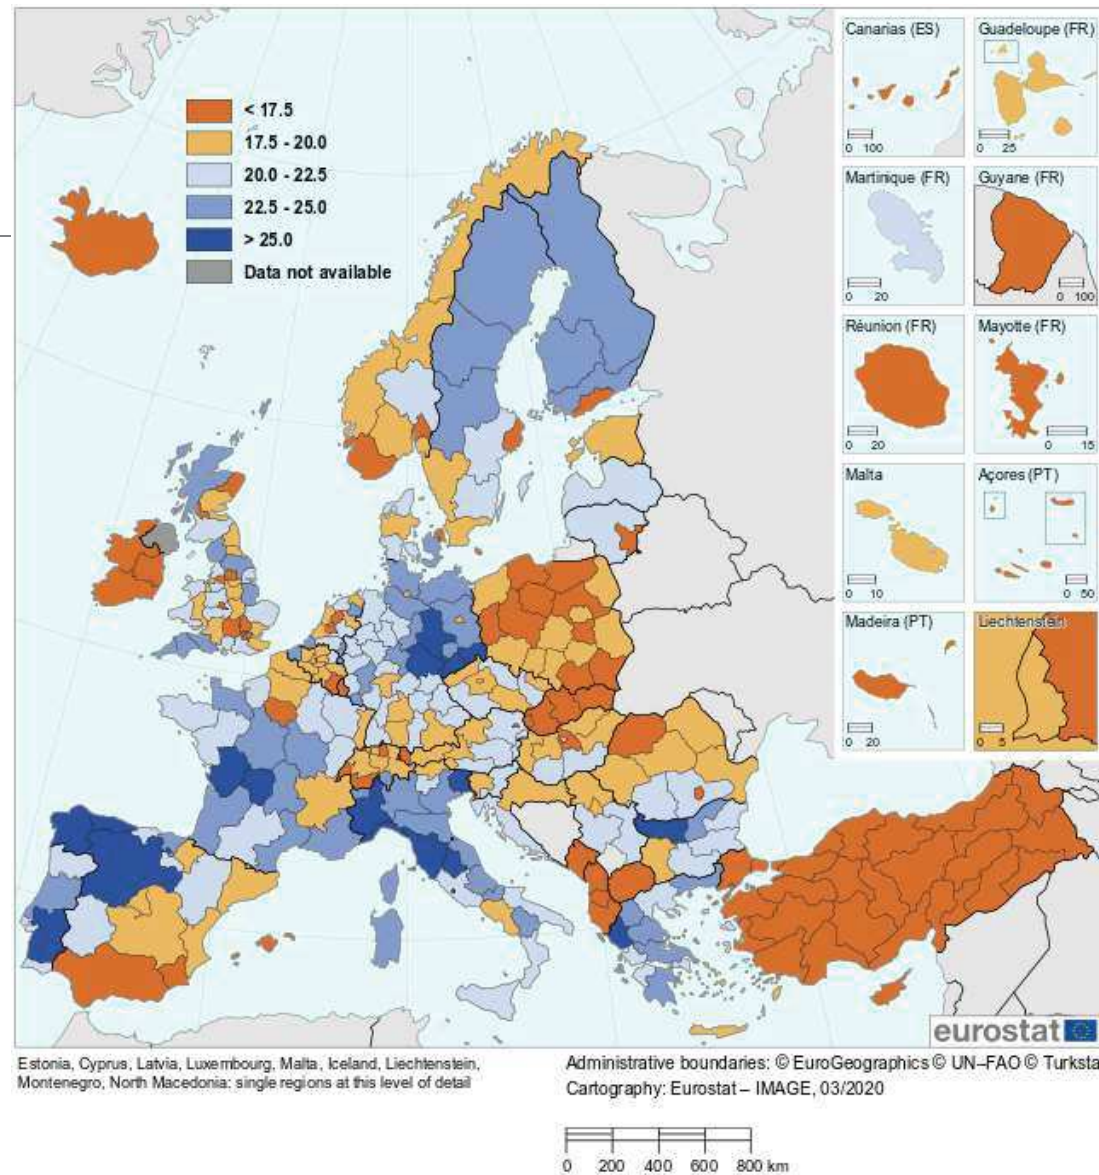 < 17.5
17.5 - 20.0
20.0 - 22.5
22.5 - 25.0
> 25.0
Data not available
Canarias (ES)
0 100
Guadeloupe (FR)
0 25
Martinique (FR)
0 20
Guyane (FR)
0 100
Réunion (FR)
0 20
Mayotte (FR)
0 15
Malta
0 10
Açores (PT)
0 50
Madeira (PT)
0 20
Liechtenstein
0 5
eurostat
Estonia, Cyprus, Latvia, Luxembourg, Malta, Iceland, Liechtenstein,
Montenegro, North Macedonia: single regions at this level of detail
Administrative boundaries: © EuroGeographics © UN–FAO © Turksta
Cartography: Eurostat – IMAGE, 03/2020
0 200 400 600 800 km